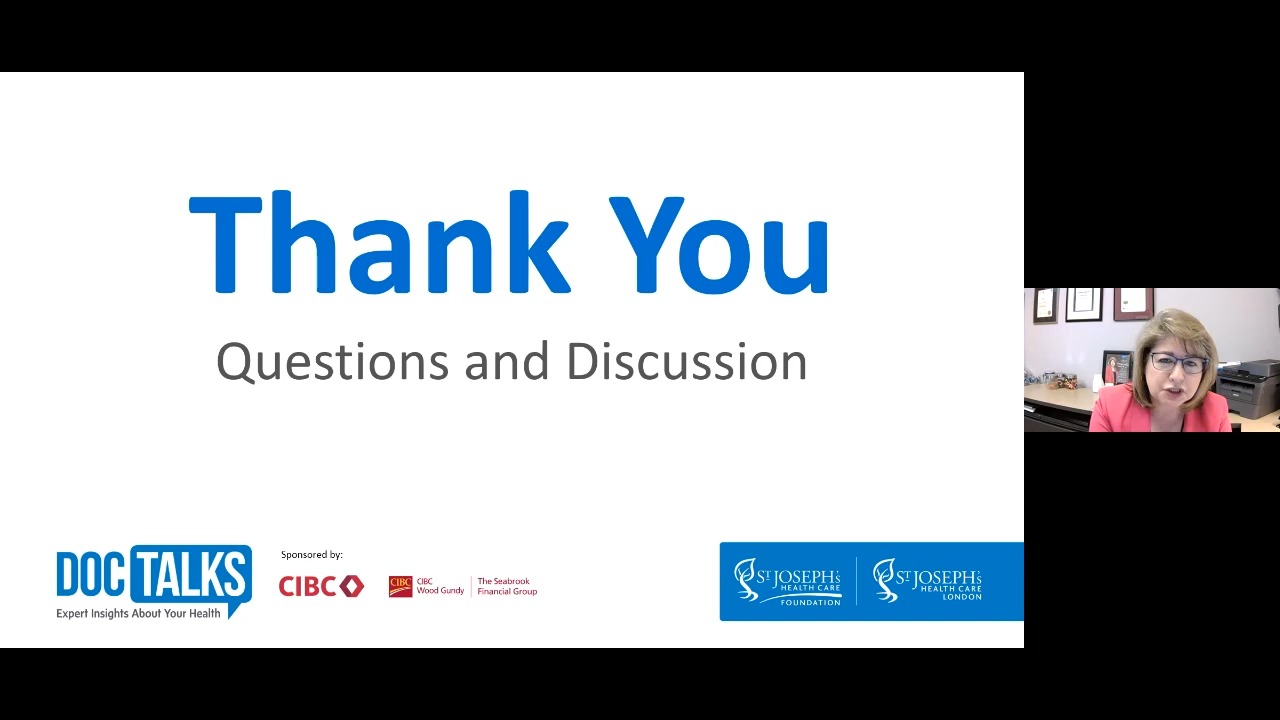 Thank You
Questions and Discussion
DOC TALKS
Expert Insights About Your Health
Sponsored by:
CIBC
CIBC
CIBC
Wood Gundy
The Seabrook
Financial Group
ST JOSEPH'S
HEALTH CARE
FOUNDATION
ST JOSEPH'S
HEALTH CARE
LONDON